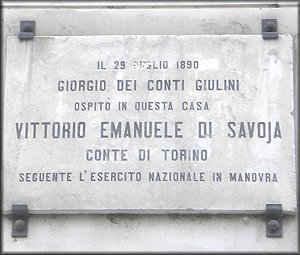 IL 29 LUGLIO 1890
GIORGIO DEI CONTI GIULINI
OSPITÒ IN QUESTA CASA
VITTORIO EMANUELE DI SAVOJA
CONTE DI TORINO
SEGUENTE L'ESERCITO NAZIONALE IN MANOVRA